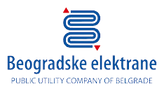 Beogradske elektrane
PUBLIC UTILITY COMPANY OF BELGRADE